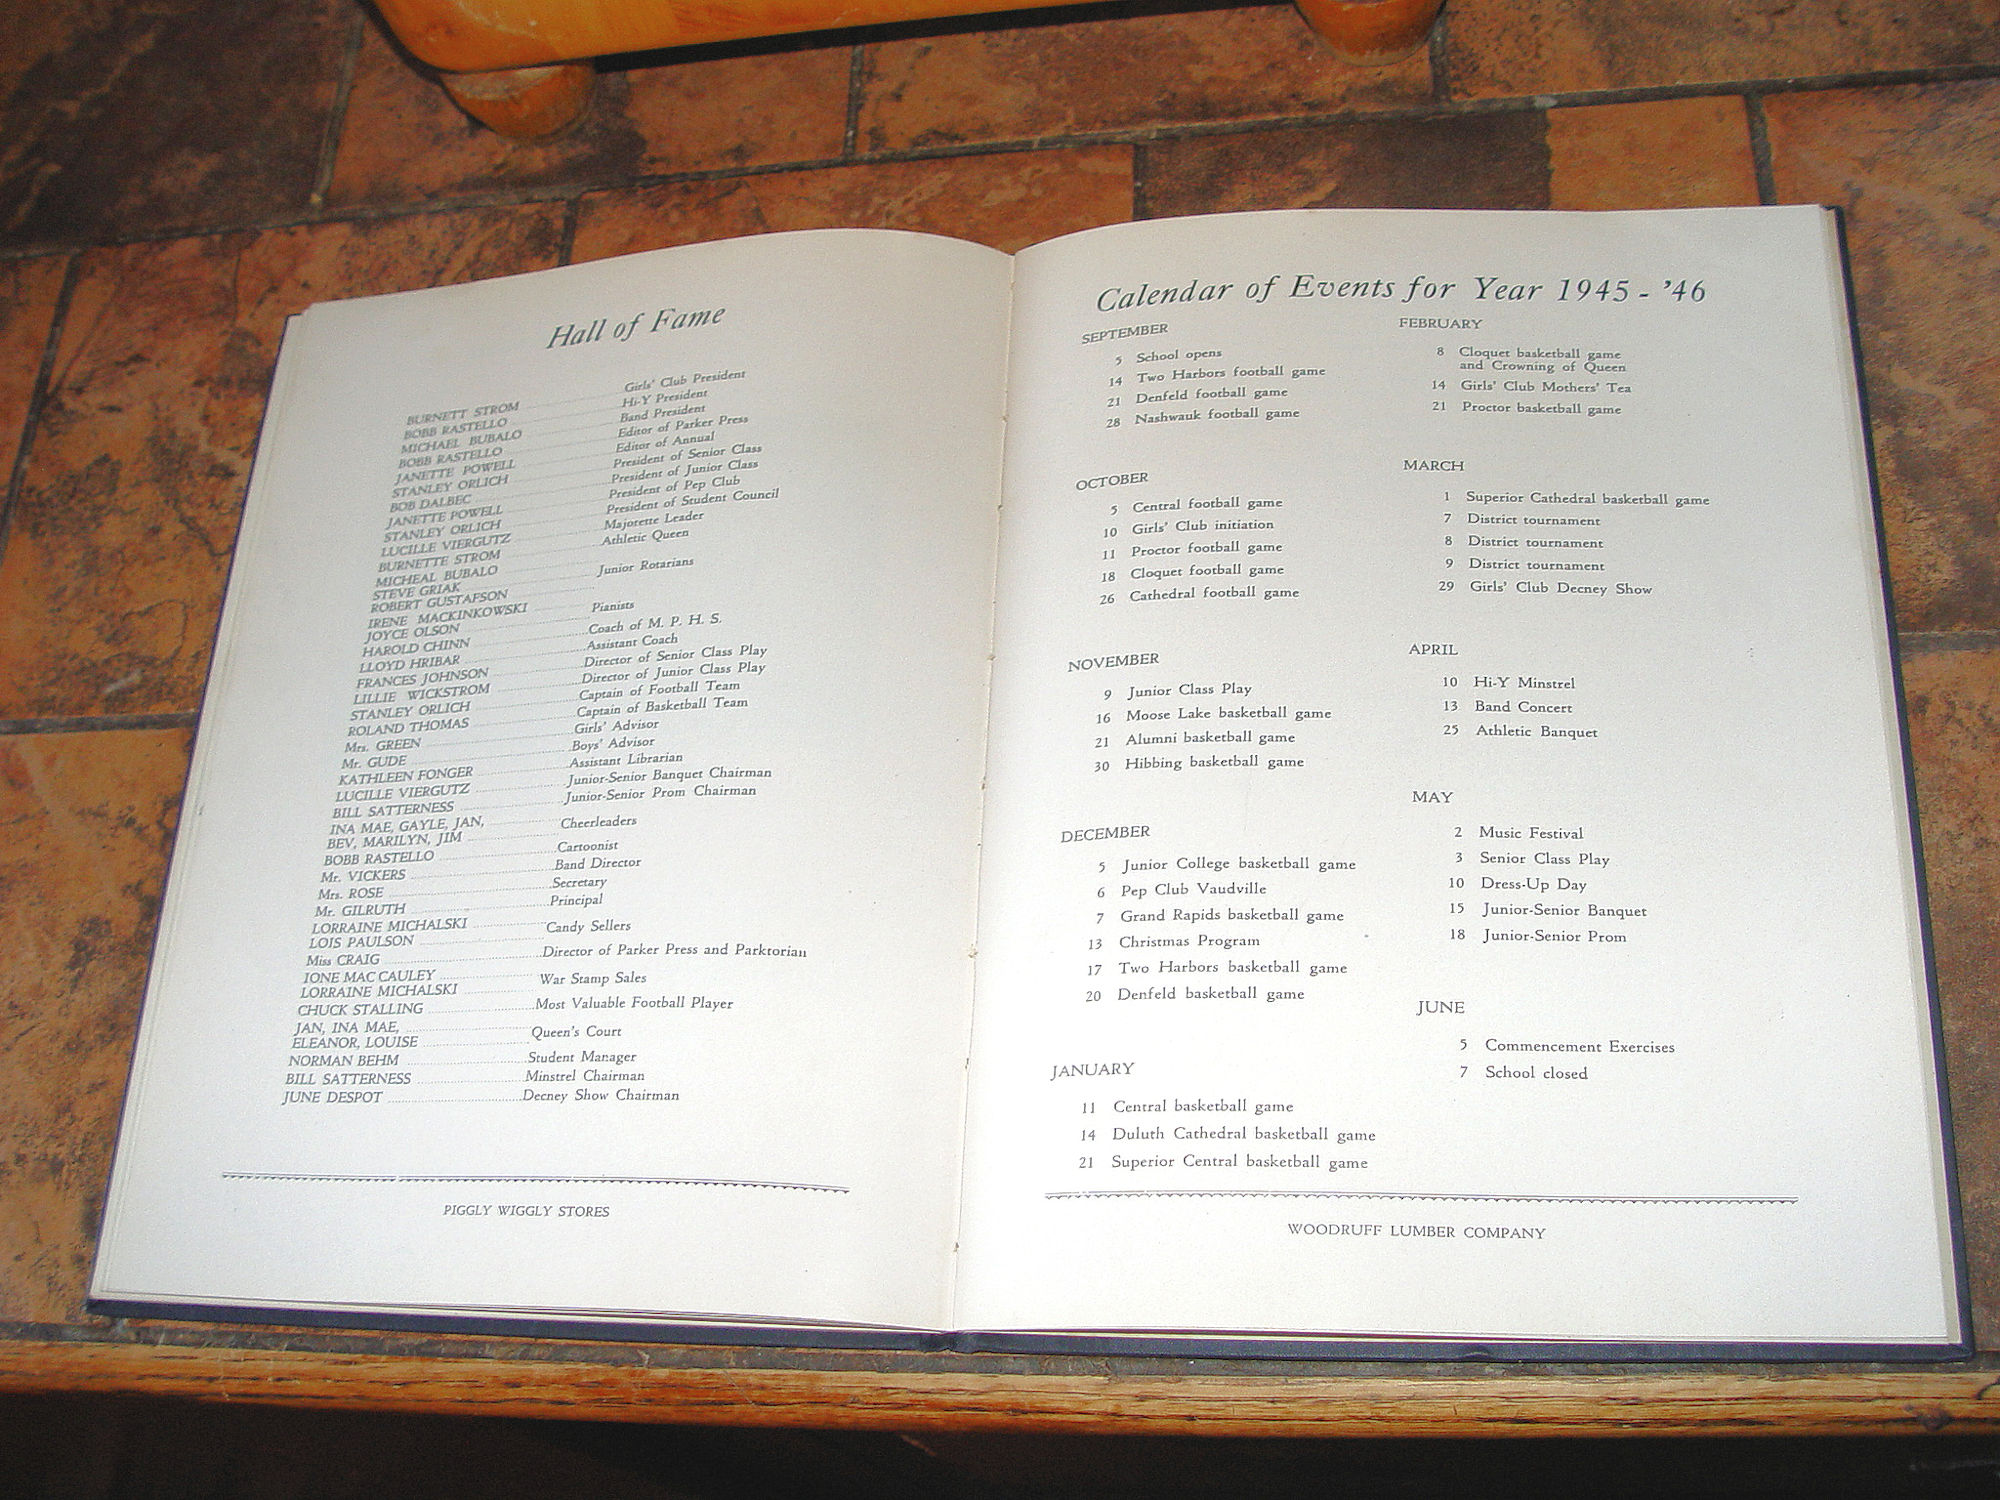 Hall of Fame
BURNETT STROM Girls' Club President
BOBB RASTELLO Hi-Y President
MICHAEL BUBALO Band President
BOBB RASTELLO Editor of Parker Press
JANETTE POWELL Editor of Annual
STANLEY ORLICH President of Senior Class
BOB DALBEC President of Junior Class
JANETTE POWELL President of Pep Club
STANLEY ORLICH President of Student Council
LUCILLE VIERGUTZ Majorette Leader
BURNETTE STROM Athletic Queen
MICHEAL BUBALO
STEVE GRIAK Junior Rotarians
ROBERT GUSTAFSON
IRENE MACKINKOWSKI Pianists
JOYCE OLSON
HAROLD CHINN Coach of M. P. H. S.
LLOYD HRIBAR Assistant Coach
FRANCES JOHNSON Director of Senior Class Play
LILLIE WICKSTROM Director of Junior Class Play
STANLEY ORLICH Captain of Football Team
ROLAND THOMAS Captain of Basketball Team
Mrs. GREEN Girls' Advisor
Mr. GUDE Boys' Advisor
KATHLEEN FONGER Assistant Librarian
LUCILLE VIERGUTZ Junior-Senior Banquet Chairman
BILL SATTERNESS Junior-Senior Prom Chairman
INA MAE, GAYLE, JAN, Cheerleaders
BEV, MARILYN, JIM
BOBB RASTELLO Cartoonist
Mr. VICKERS Band Director
Mrs. ROSE Secretary
Mr. GILRUTH Principal
LORRAINE MICHALSKI Candy Sellers
LOIS PAULSON
Miss CRAIG Director of Parker Press and Parktorian
IONE MAC CAULEY War Stamp Sales
LORRAINE MICHALSKI
CHUCK STALLING Most Valuable Football Player
JAN, INA MAE, Queen's Court
ELEANOR, LOUISE
NORMAN BEHM Student Manager
BILL SATTERNESS Minstrel Chairman
JUNE DESPOT Decney Show Chairman
PIGGLY WIGGLY STORES
Calendar of Events for Year 1945-'46
SEPTEMBER
5 School opens
14 Two Harbors football game
21 Denfeld football game
28 Nashwauk football game
OCTOBER
5 Central football game
10 Girls' Club initiation
11 Proctor football game
18 Cloquet football game
26 Cathedral football game
NOVEMBER
9 Junior Class Play
16 Moose Lake basketball game
21 Alumni basketball game
30 Hibbing basketball game
DECEMBER
5 Junior College basketball game
6 Pep Club Vaudville
7 Grand Rapids basketball game
13 Christmas Program
17 Two Harbors basketball game
20 Denfeld basketball game
JANUARY
11 Central basketball game
14 Duluth Cathedral basketball game
21 Superior Central basketball game
FEBRUARY
8 Cloquet basketball game
and Crowning of Queen
14 Girls' Club Mothers' Tea
21 Proctor basketball game
MARCH
1 Superior Cathedral basketball game
7 District tournament
8 District tournament
9 District tournament
29 Girls' Club Decney Show
APRIL
10 Hi-Y Minstrel
13 Band Concert
25 Athletic Banquet
MAY
2 Music Festival
3 Senior Class Play
10 Dress-Up Day
15 Junior-Senior Banquet
18 Junior-Senior Prom
JUNE
5 Commencement Exercises
7 School closed
WOODRUFF LUMBER COMPANY